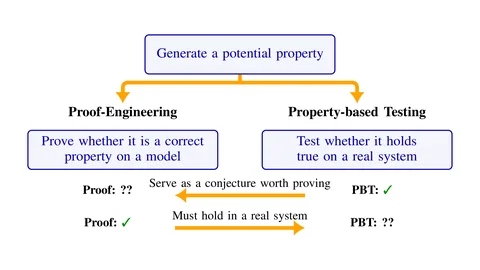 Generate a potential property
Proof-Engineering
Property-based Testing
Prove whether it is a correct
property on a model
Test whether it holds
true on a real system
Proof: ??
Serve as a conjecture worth proving
PBT: ✓
Proof: ✓
Must hold in a real system
PBT: ??